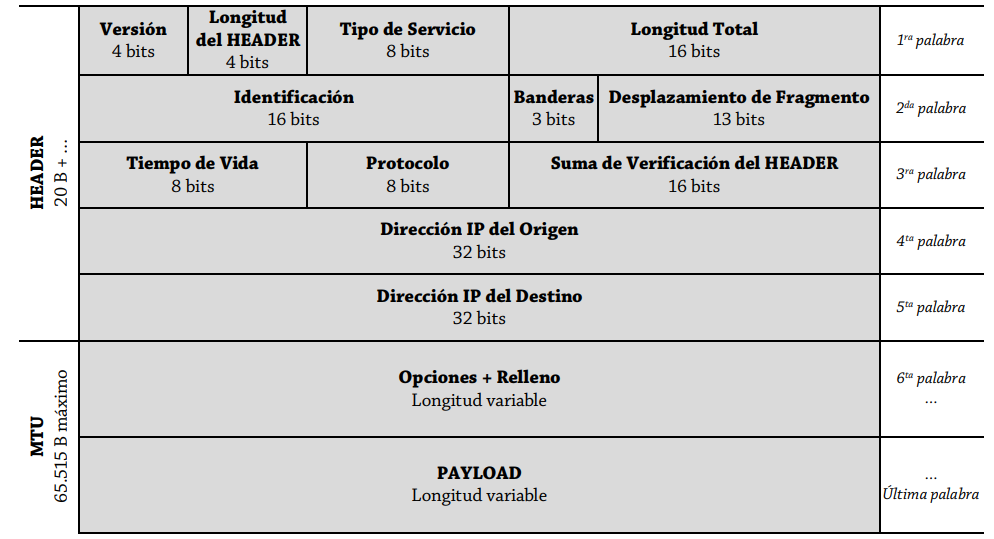 Versión
4 bits
Longitud
del HEADER
4 bits
Tipo de Servicio
8 bits
Longitud Total
16 bits
1ra palabra
Identificación
16 bits
Banderas
3 bits
Desplazamiento de Fragmento
13 bits
2da palabra
HEADER
20 B + ...
Tiempo de Vida
8 bits
Protocolo
8 bits
Suma de Verificación del HEADER
16 bits
3ra palabra
Dirección IP del Origen
32 bits
4ta palabra
Dirección IP del Destino
32 bits
5ta palabra
MTU
65.515 B máximo
Opciones + Relleno
Longitud variable
6ta palabra
...
PAYLOAD
Longitud variable
...
Última palabra